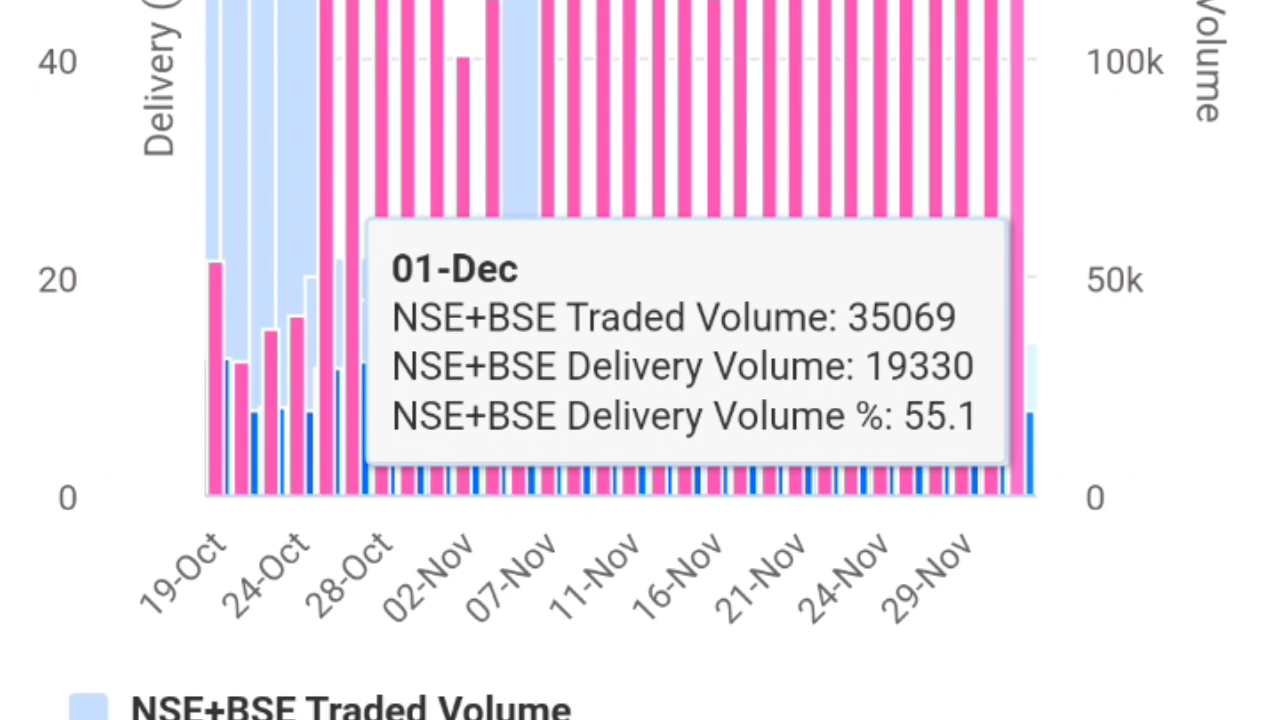 Delivery (
Volume
40
100k
20
50k
0
0
01-Dec
NSE+BSE Traded Volume: 35069
NSE+BSE Delivery Volume: 19330
NSE+BSE Delivery Volume %: 55.1
19-Oct
24-Oct
28-Oct
02-Nov
07-Nov
11-Nov
16-Nov
21-Nov
24-Nov
29-Nov
NSE+BSE Traded Volume